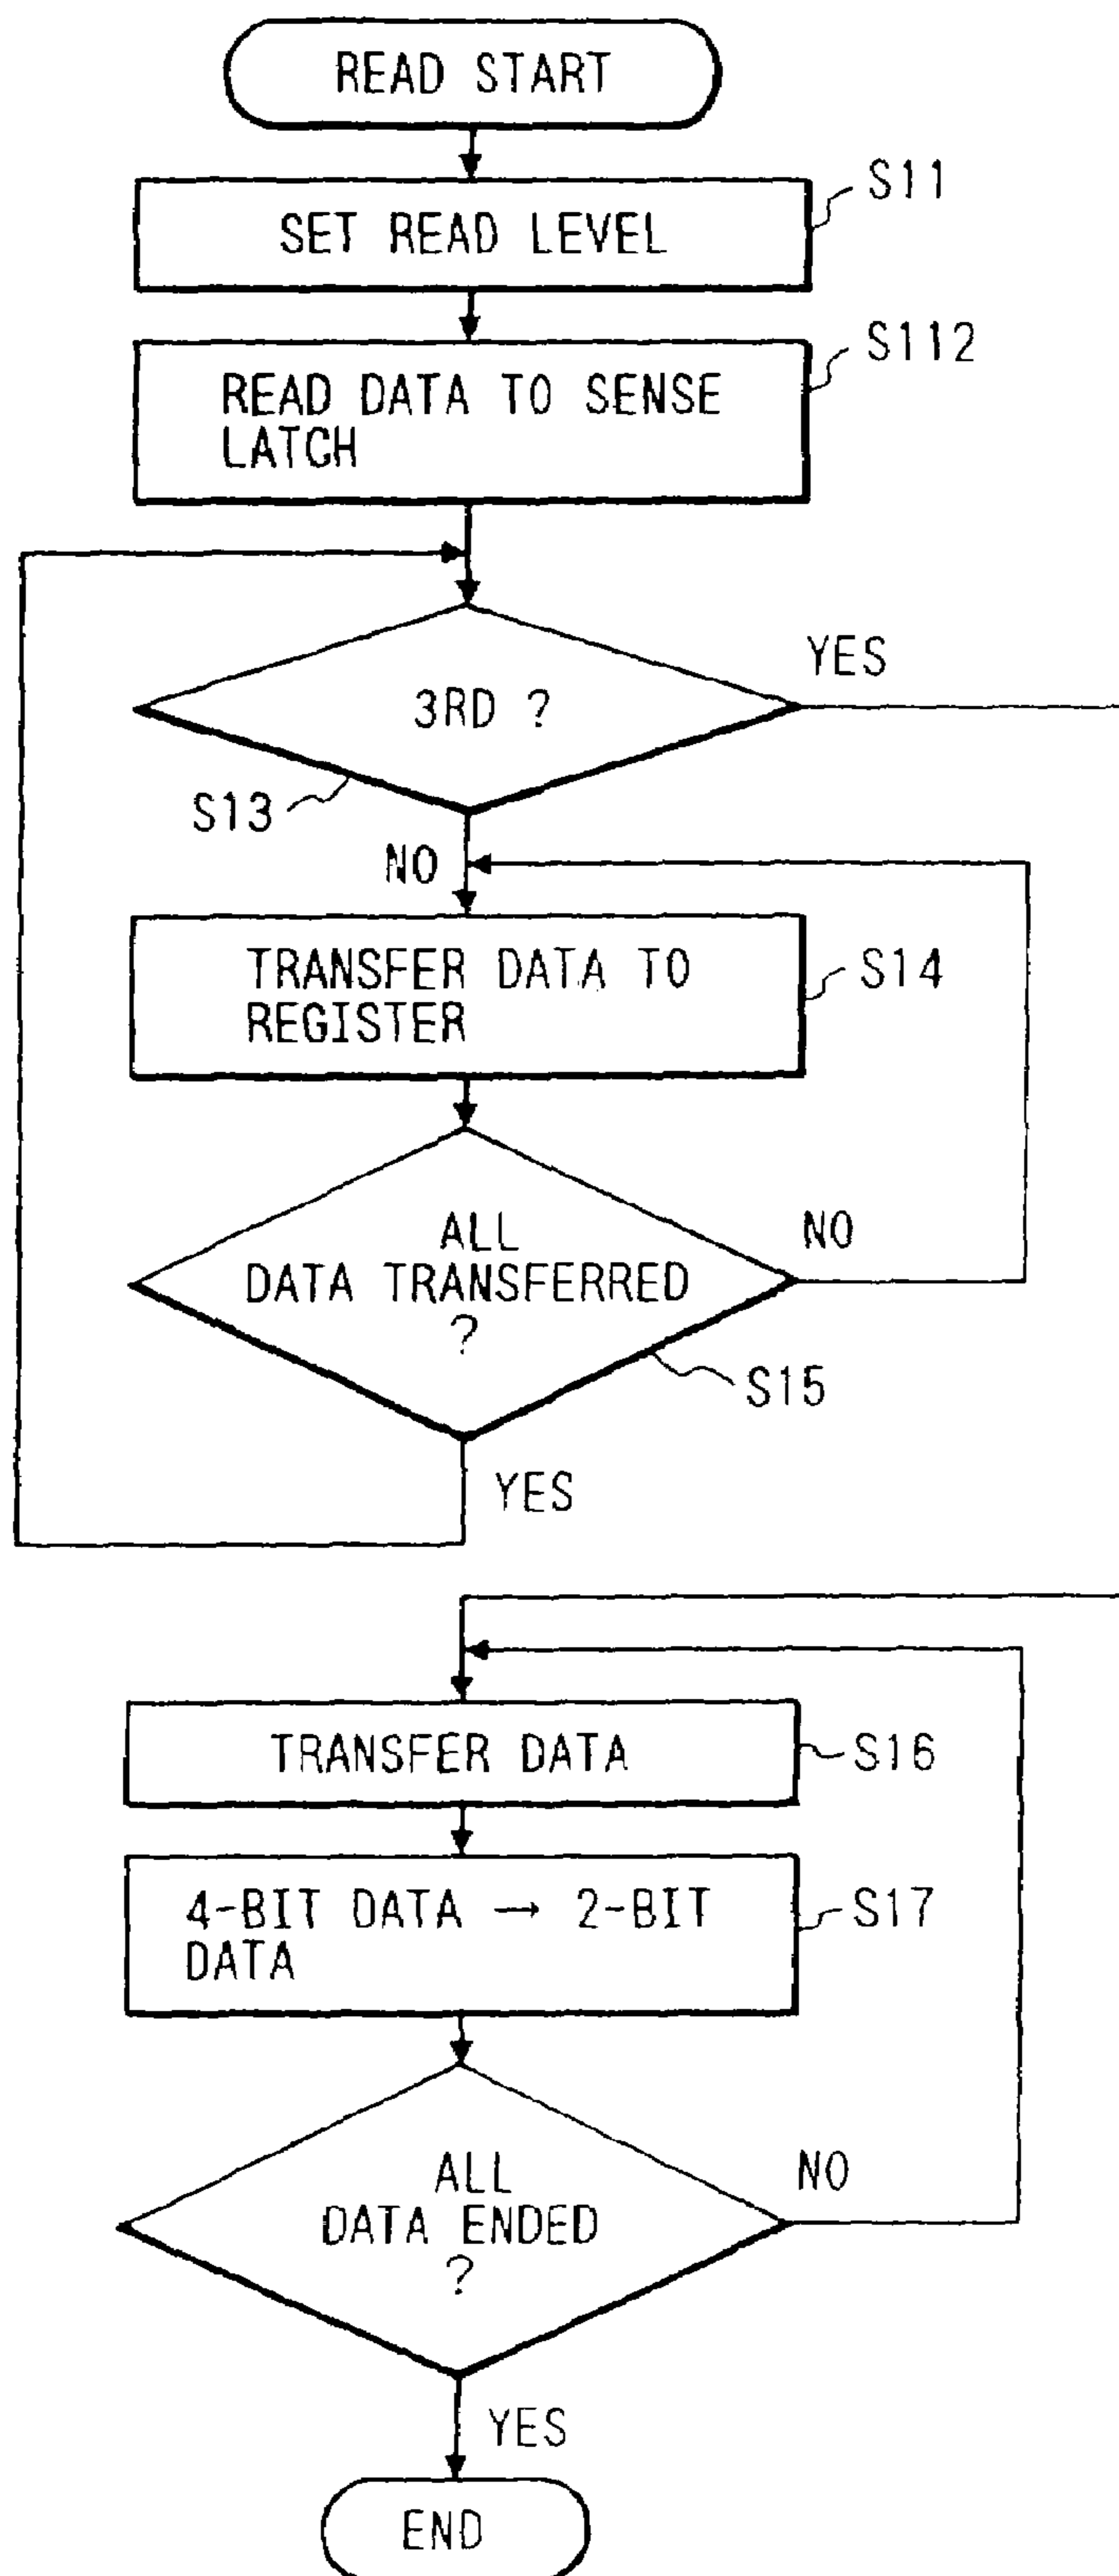 READ START
SET READ LEVEL
S11
READ DATA TO SENSE
LATCH
S112
3RD ?
YES
S13
NO
TRANSFER DATA TO
REGISTER
S14
ALL
DATA TRANSFERRED
?
NO
S15
YES
TRANSFER DATA
S16
4-BIT DATA → 2-BIT
DATA
S17
ALL
DATA ENDED
?
NO
YES
END